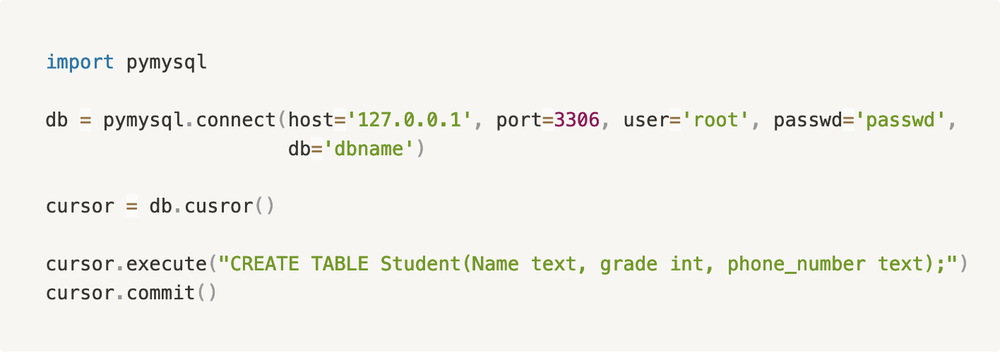 import pymysql
db = pymysql.connect(host='127.0.0.1', port=3306, user='root', passwd='passwd',
db='dbname')
cursor = db.cusror()
cursor.execute("CREATE TABLE Student(Name text, grade int, phone_number text);")
cursor.commit()